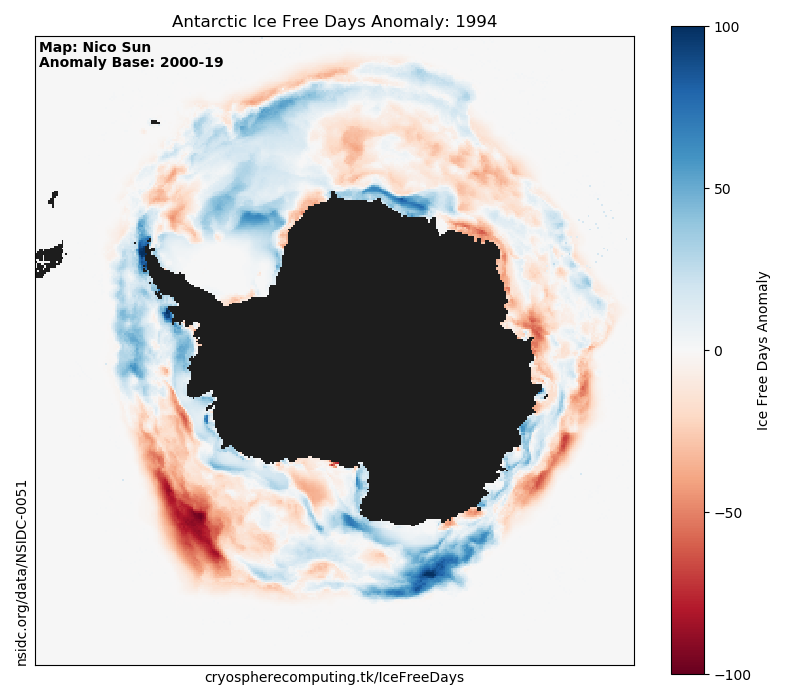 Antarctic Ice Free Days Anomaly: 1994
Map: Nico Sun
Anomaly Base: 2000-19
100
50
0
−50
−100
Ice Free Days Anomaly
nsidc.org/data/NSIDC-0051
cryospherecomputing.tk/IceFreeDays